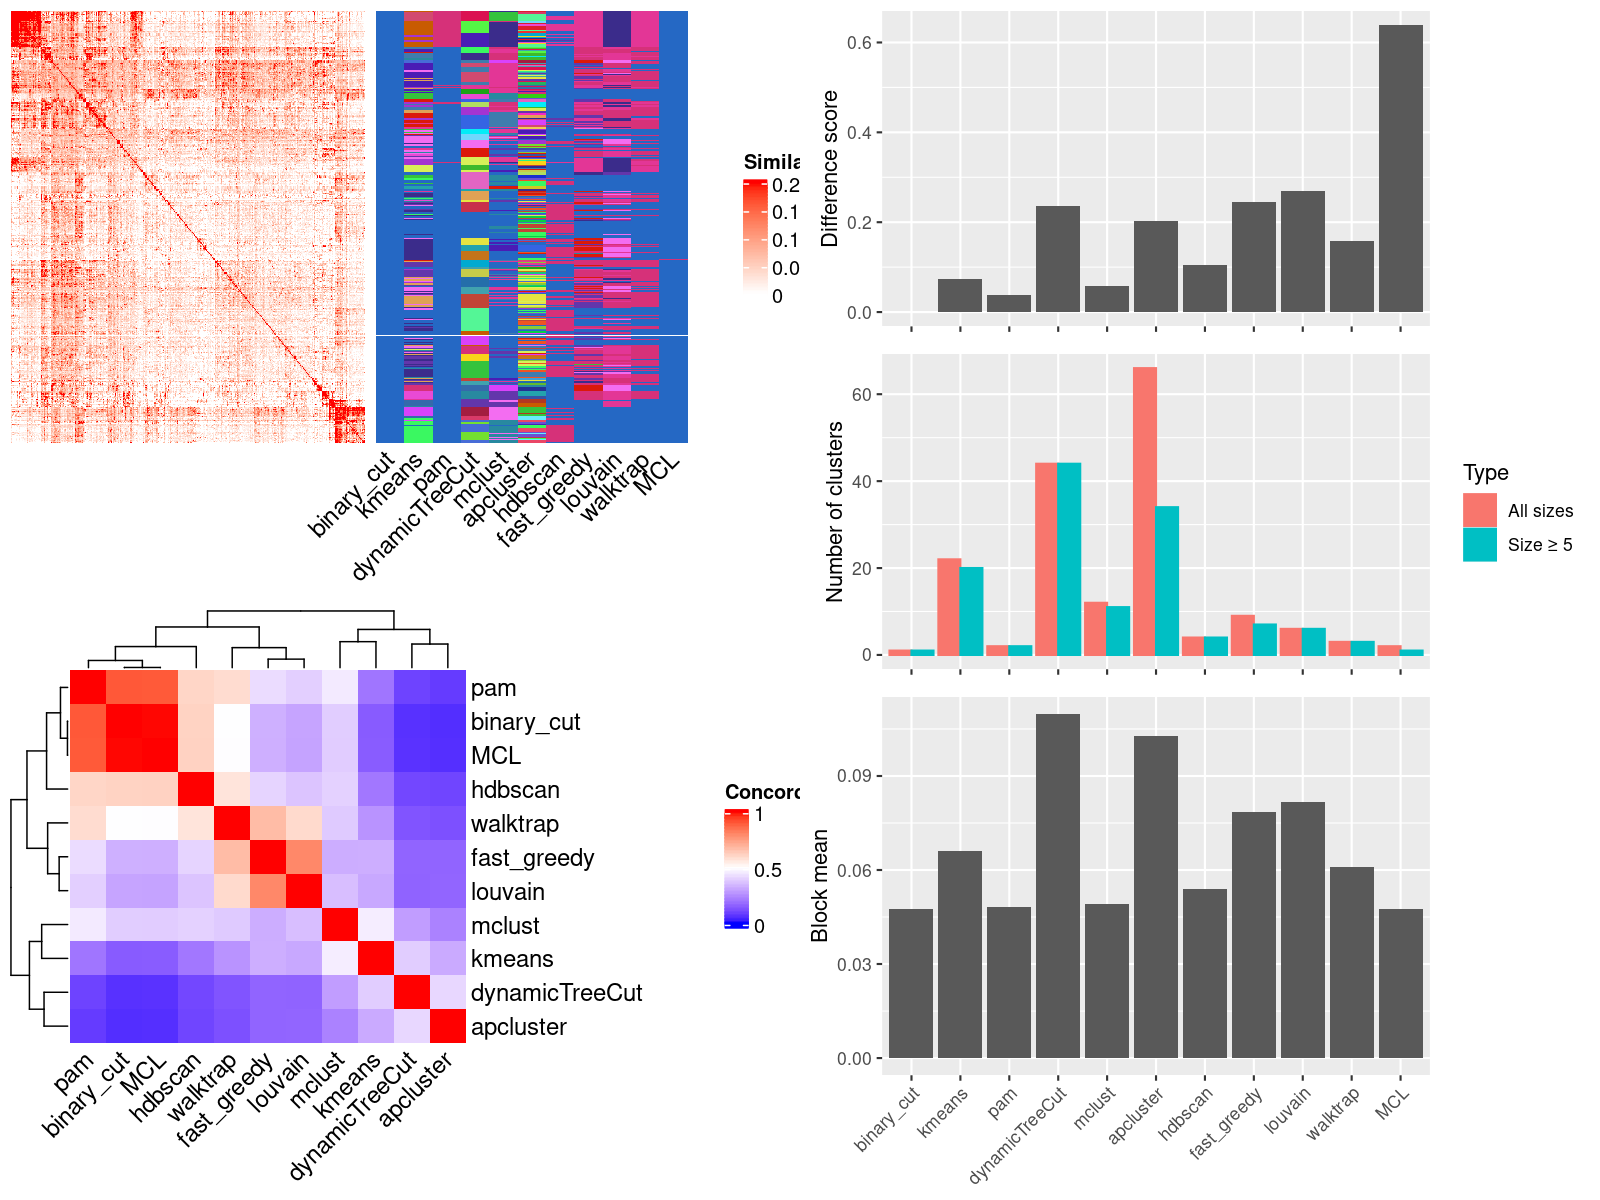 Simila
0.2
0.1
0.1
0.0
0
binary_cut
kmeans
pam
dynamicTreeCut
mclust
apcluster
hdbscan
fast_greedy
louvain
walktrap
MCL
pam
binary_cut
MCL
hdbscan
walktrap
fast_greedy
louvain
mclust
kmeans
dynamicTreeCut
apcluster
pam
binary_cut
MCL
hdbscan
walktrap
fast_greedy
louvain
mclust
kmeans
dynamicTreeCut
apcluster
Concord
1
0.5
0
Difference score
0.6
0.4
0.2
0.0
Number of clusters
60
40
20
0
Type
All sizes
Size ≥ 5
Block mean
0.09
0.06
0.03
0.00
binary_cut
kmeans
pam
dynamicTreeCut
mclust
apcluster
hdbscan
fast_greedy
louvain
walktrap
MCL